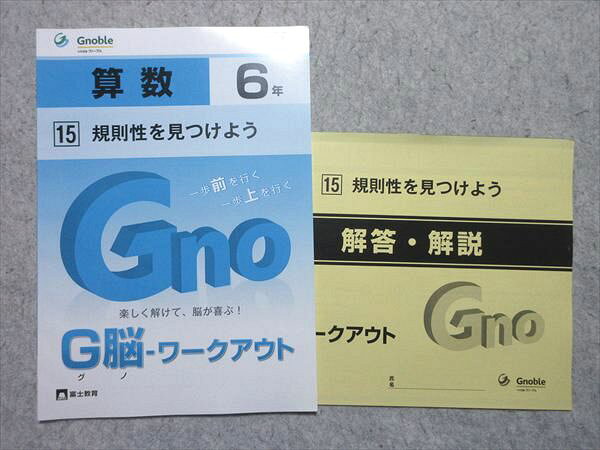 Gnoble
算数 6年
15 規則性を見つけよう
一歩前を行く
一歩上を行く
Gno
楽しく解けて、脳が喜ぶ!
G脳-ワークアウト
グ ノ
富士教育
15 規則性を見つけよう
解答・解説
Gno
ークアウト
氏名
Gnoble